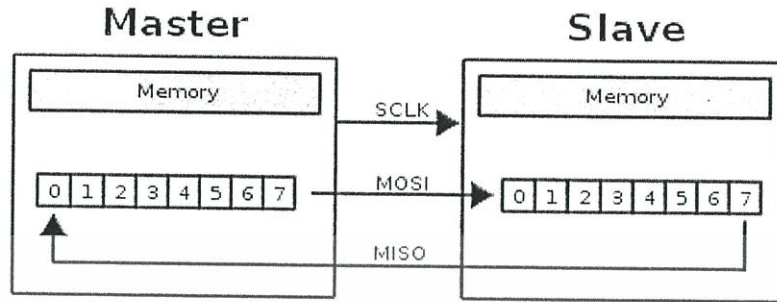 Master Slave
Memory Memory
SCLK
0 1 2 3 4 5 6 7 MOSI 0 1 2 3 4 5 6 7
MISO